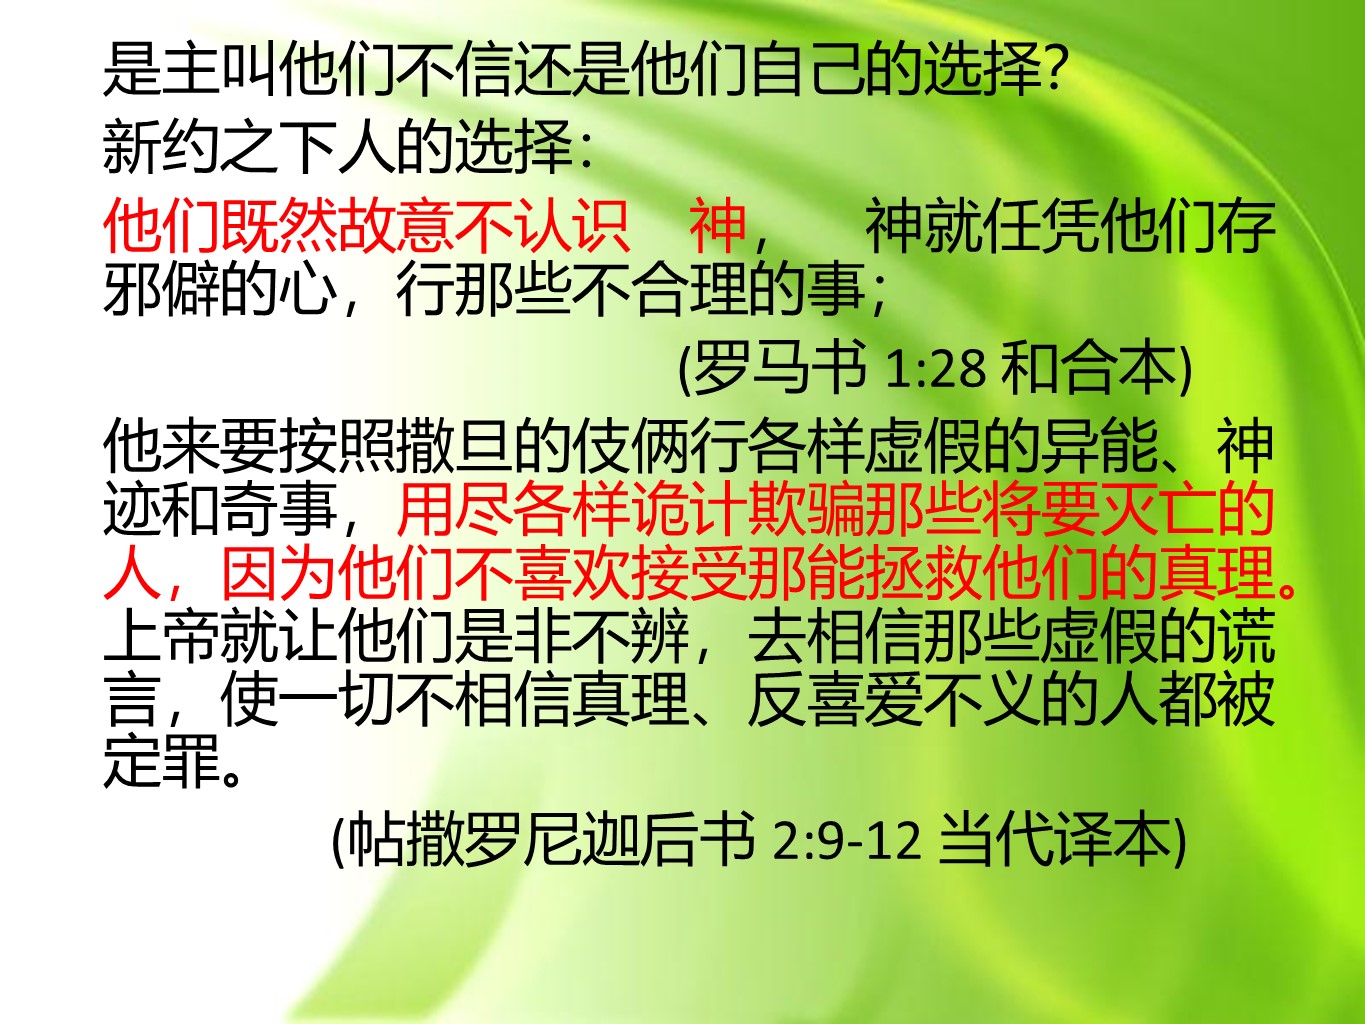 是主叫他们不信还是他们自己的选择？
新约之下人的选择：
他们既然故意不认识　神，　神就任凭他们存
邪僻的心，行那些不合理的事；
(罗马书 1:28 和合本)
他来要按照撒旦的伎俩行各样虚假的异能、神
迹和奇事，用尽各样诡计欺骗那些将要灭亡的
人，因为他们不喜欢接受那能拯救他们的真理。
上帝就让他们是非不辨，去相信那些虚假的谎
言，使一切不相信真理、反喜爱不义的人都被
定罪。
(帖撒罗尼迦后书 2:9-12 当代译本)